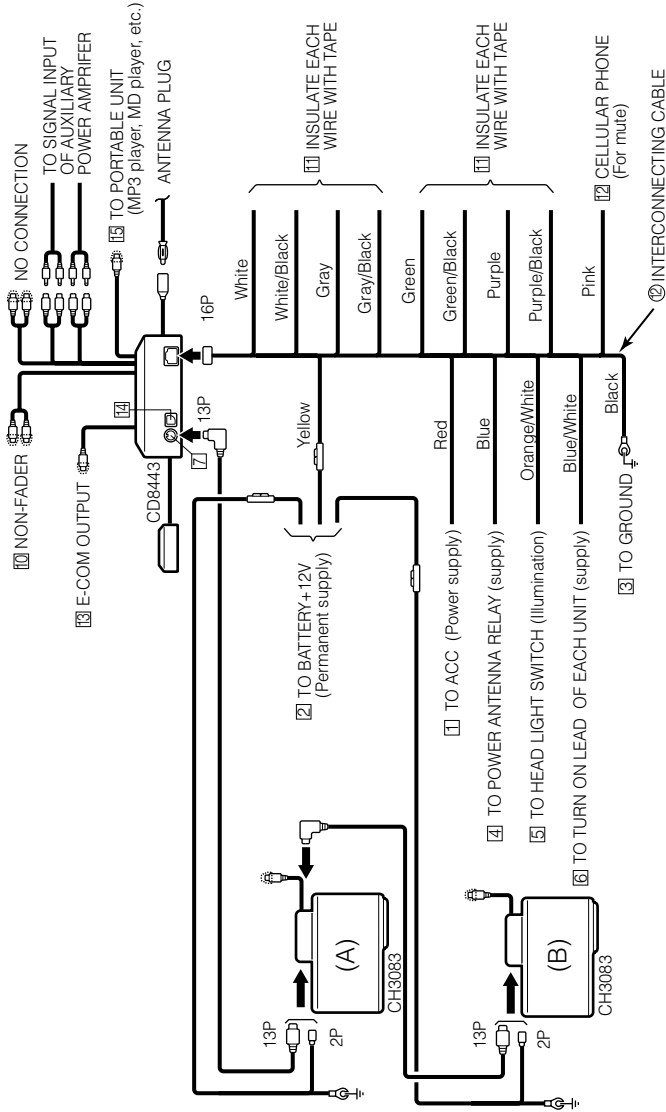 10 NON-FADER
NO CONNECTION
TO SIGNAL INPUT
OF AUXILIARY
POWER AMPRIFER
13 E-COM OUTPUT
15 TO PORTABLE UNIT
(MP3 player, MD player, etc.)
ANTENNA PLUG
CD8443
14
7
13P
16P
2 TO BATTERY+12V
(Permanent supply)
Yellow
White
White/Black
Gray
Gray/Black
11 INSULATE EACH
WIRE WITH TAPE
Green
Green/Black
Purple
Purple/Black
11 INSULATE EACH
WIRE WITH TAPE
1 TO ACC (Power supply)
Red
4 TO POWER ANTENNA RELAY (supply)
Blue
5 TO HEAD LIGHT SWITCH (Illumination)
Orange/White
6 TO TURN ON LEAD OF EACH UNIT (supply)
Blue/White
Pink
12 CELLULAR PHONE
(For mute)
3 TO GROUND
Black
⑫ INTERCONNECTING CABLE
13P
2P
(A)
CH3083
13P
2P
(B)
CH3083